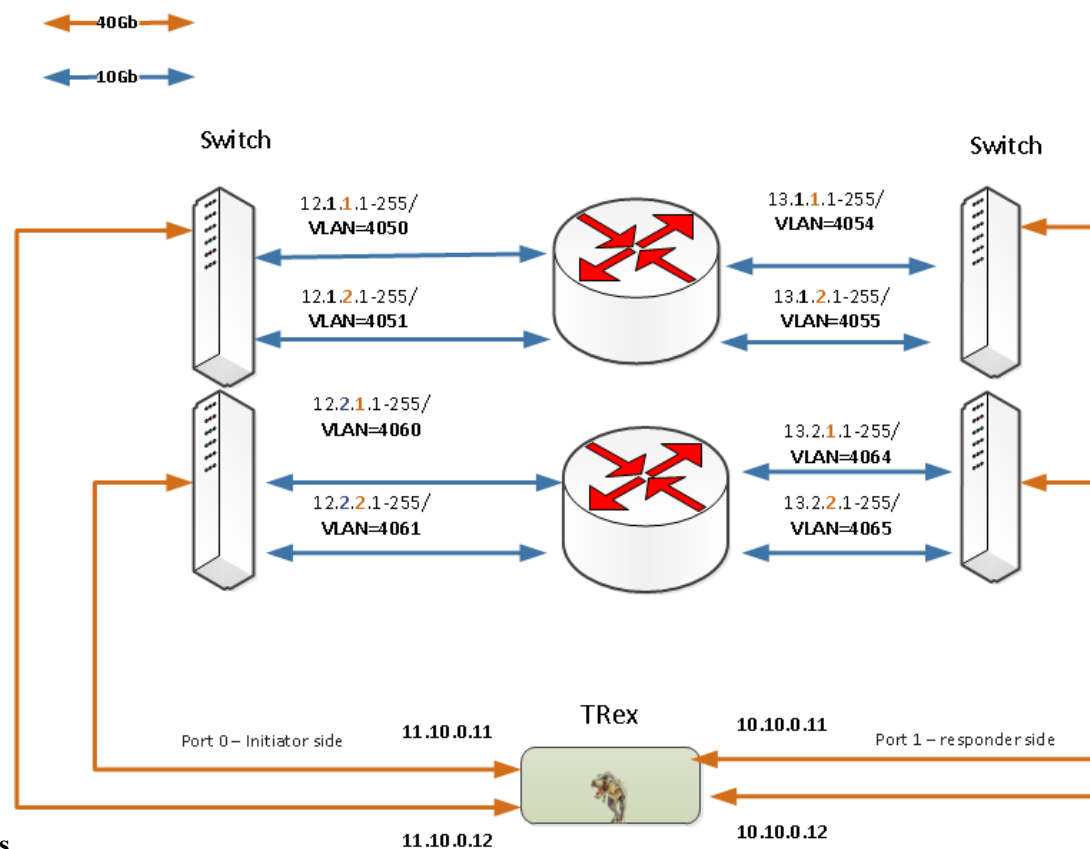 40Gb
10Gb
Switch
Switch
12.1.1.1-255/
VLAN=4050
13.1.1.1-255/
VLAN=4054
12.1.2.1-255/
VLAN=4051
13.1.2.1-255/
VLAN=4055
12.2.1.1-255/
VLAN=4060
13.2.1.1-255/
VLAN=4064
12.2.2.1-255/
VLAN=4061
13.2.2.1-255/
VLAN=4065
TRex
Port 0 – Initiator side
11.10.0.11
10.10.0.11
Port 1 – responder side
11.10.0.12
10.10.0.12
s